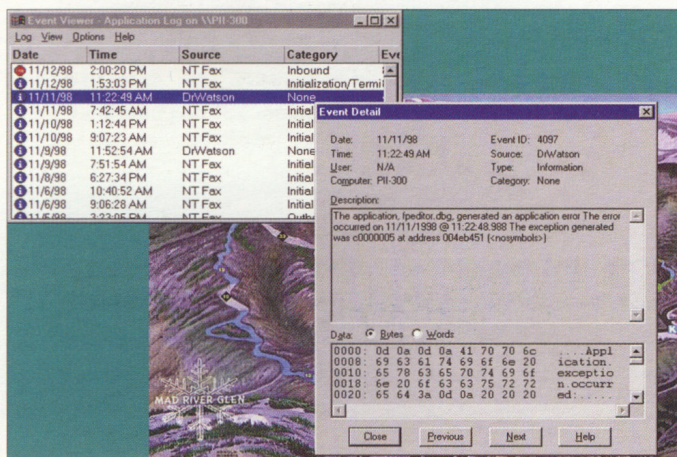 Event Viewer - Application Log on \\PII-300
Log View Options Help
Date Time Source Category Eve
11/12/98 2:00:20 PM NT Fax Inbound
11/12/98 1:53:03 PM NT Fax Initialization/Termi
11/11/98 11:22:49 AM DrWatson None
11/11/98 7:42:45 AM NT Fax Initial
11/10/98 1:12:44 PM NT Fax Initial
11/10/98 9:07:23 AM NT Fax Initial
11/9/98 11:52:54 AM DrWatson None
11/9/98 7:51:54 AM NT Fax Initial
11/8/98 6:27:34 PM NT Fax Initial
11/6/98 10:40:52 AM NT Fax Initial
11/6/98 9:06:28 AM NT Fax Initial
11/5/98 3:23:05 PM NT Fax
Event Detail
Date: 11/11/98 Event ID: 4097
Time: 11:22:49 AM Source: DrWatson
User: N/A Type: Information
Computer: PII-300 Category: None
Description:
The application, fpeditor.dbg, generated an application error The error
occurred on 11/11/1998 @ 11:22:48.988 The exception generated
was c0000005 at address 004eb451 (<nosymbols>)
Data: Bytes Words
0000: 0d 0a 0d 0a 41 70 70 6c ....Appl
0008: 69 63 61 74 69 6f 6e 20 ication.
0010: 65 78 63 65 70 74 69 6f exceptio
0018: 6e 20 6f 63 63 75 72 72 n.occurr
0020: 65 64 3a 0d 0a 20 20 20 ed:.....
Close Previous Next Help
MAD RIVER GLEN